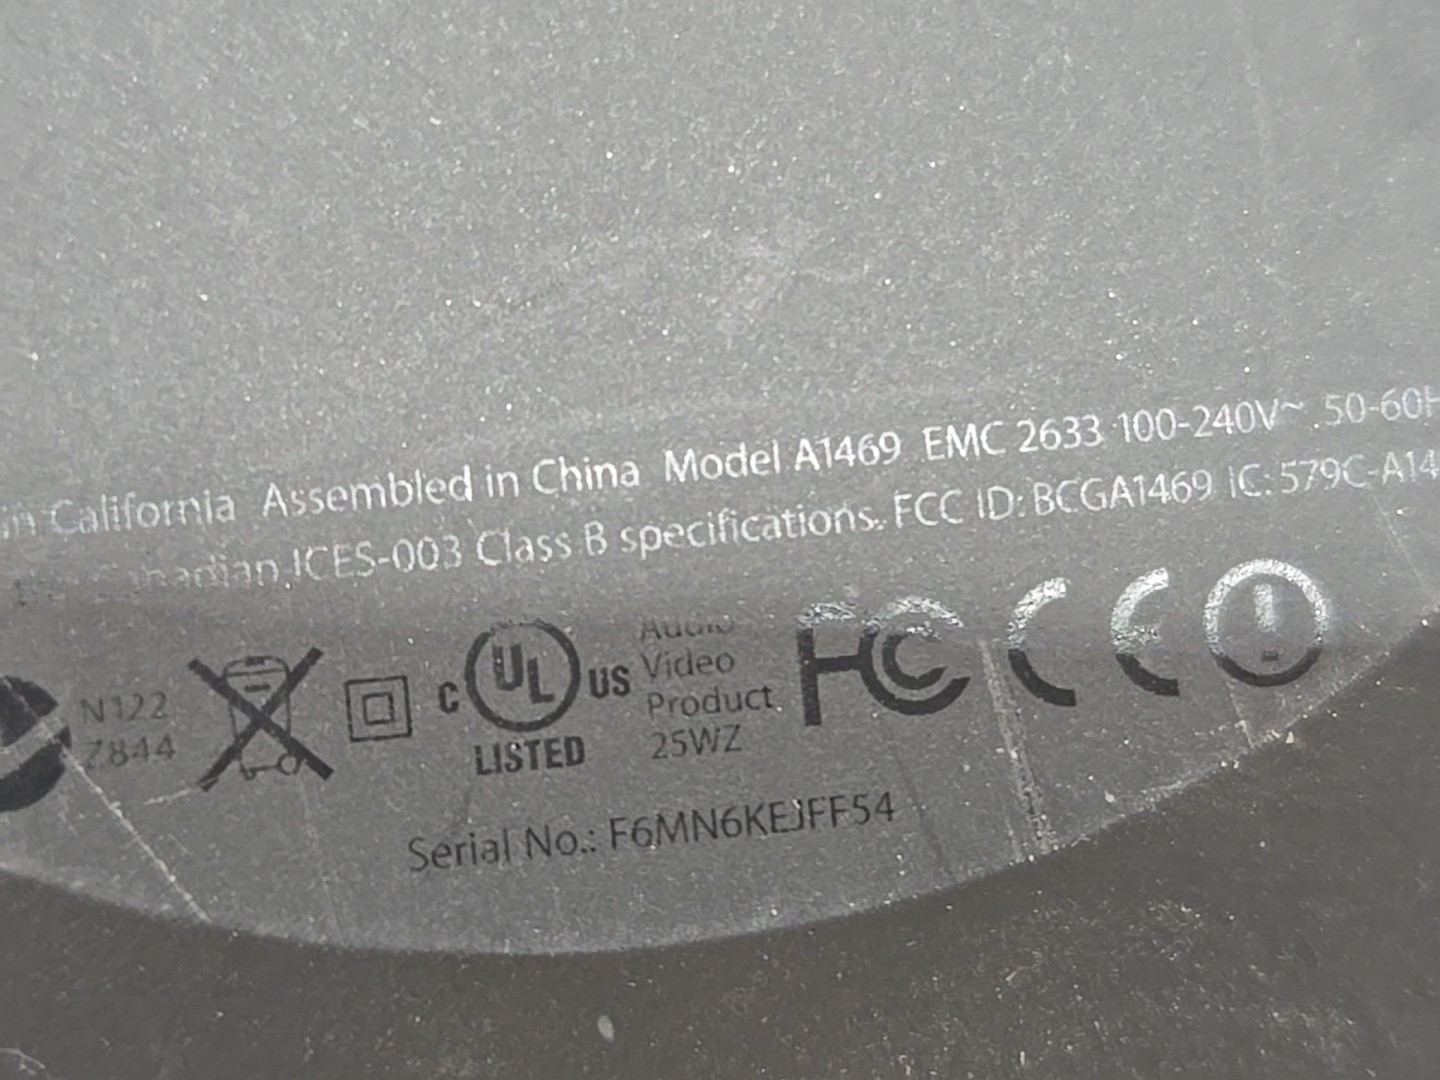 in California Assembled in China Model A1469 EMC 2633 100-240V~ 50-60H
Canadian ICES-003 Class B specifications. FCC ID: BCGA1469 IC: 579C-A14
N122
Z844
C UL US
LISTED
Audio
Video
Product
25WZ
FC CE
Serial No.: F6MN6KEJFF54